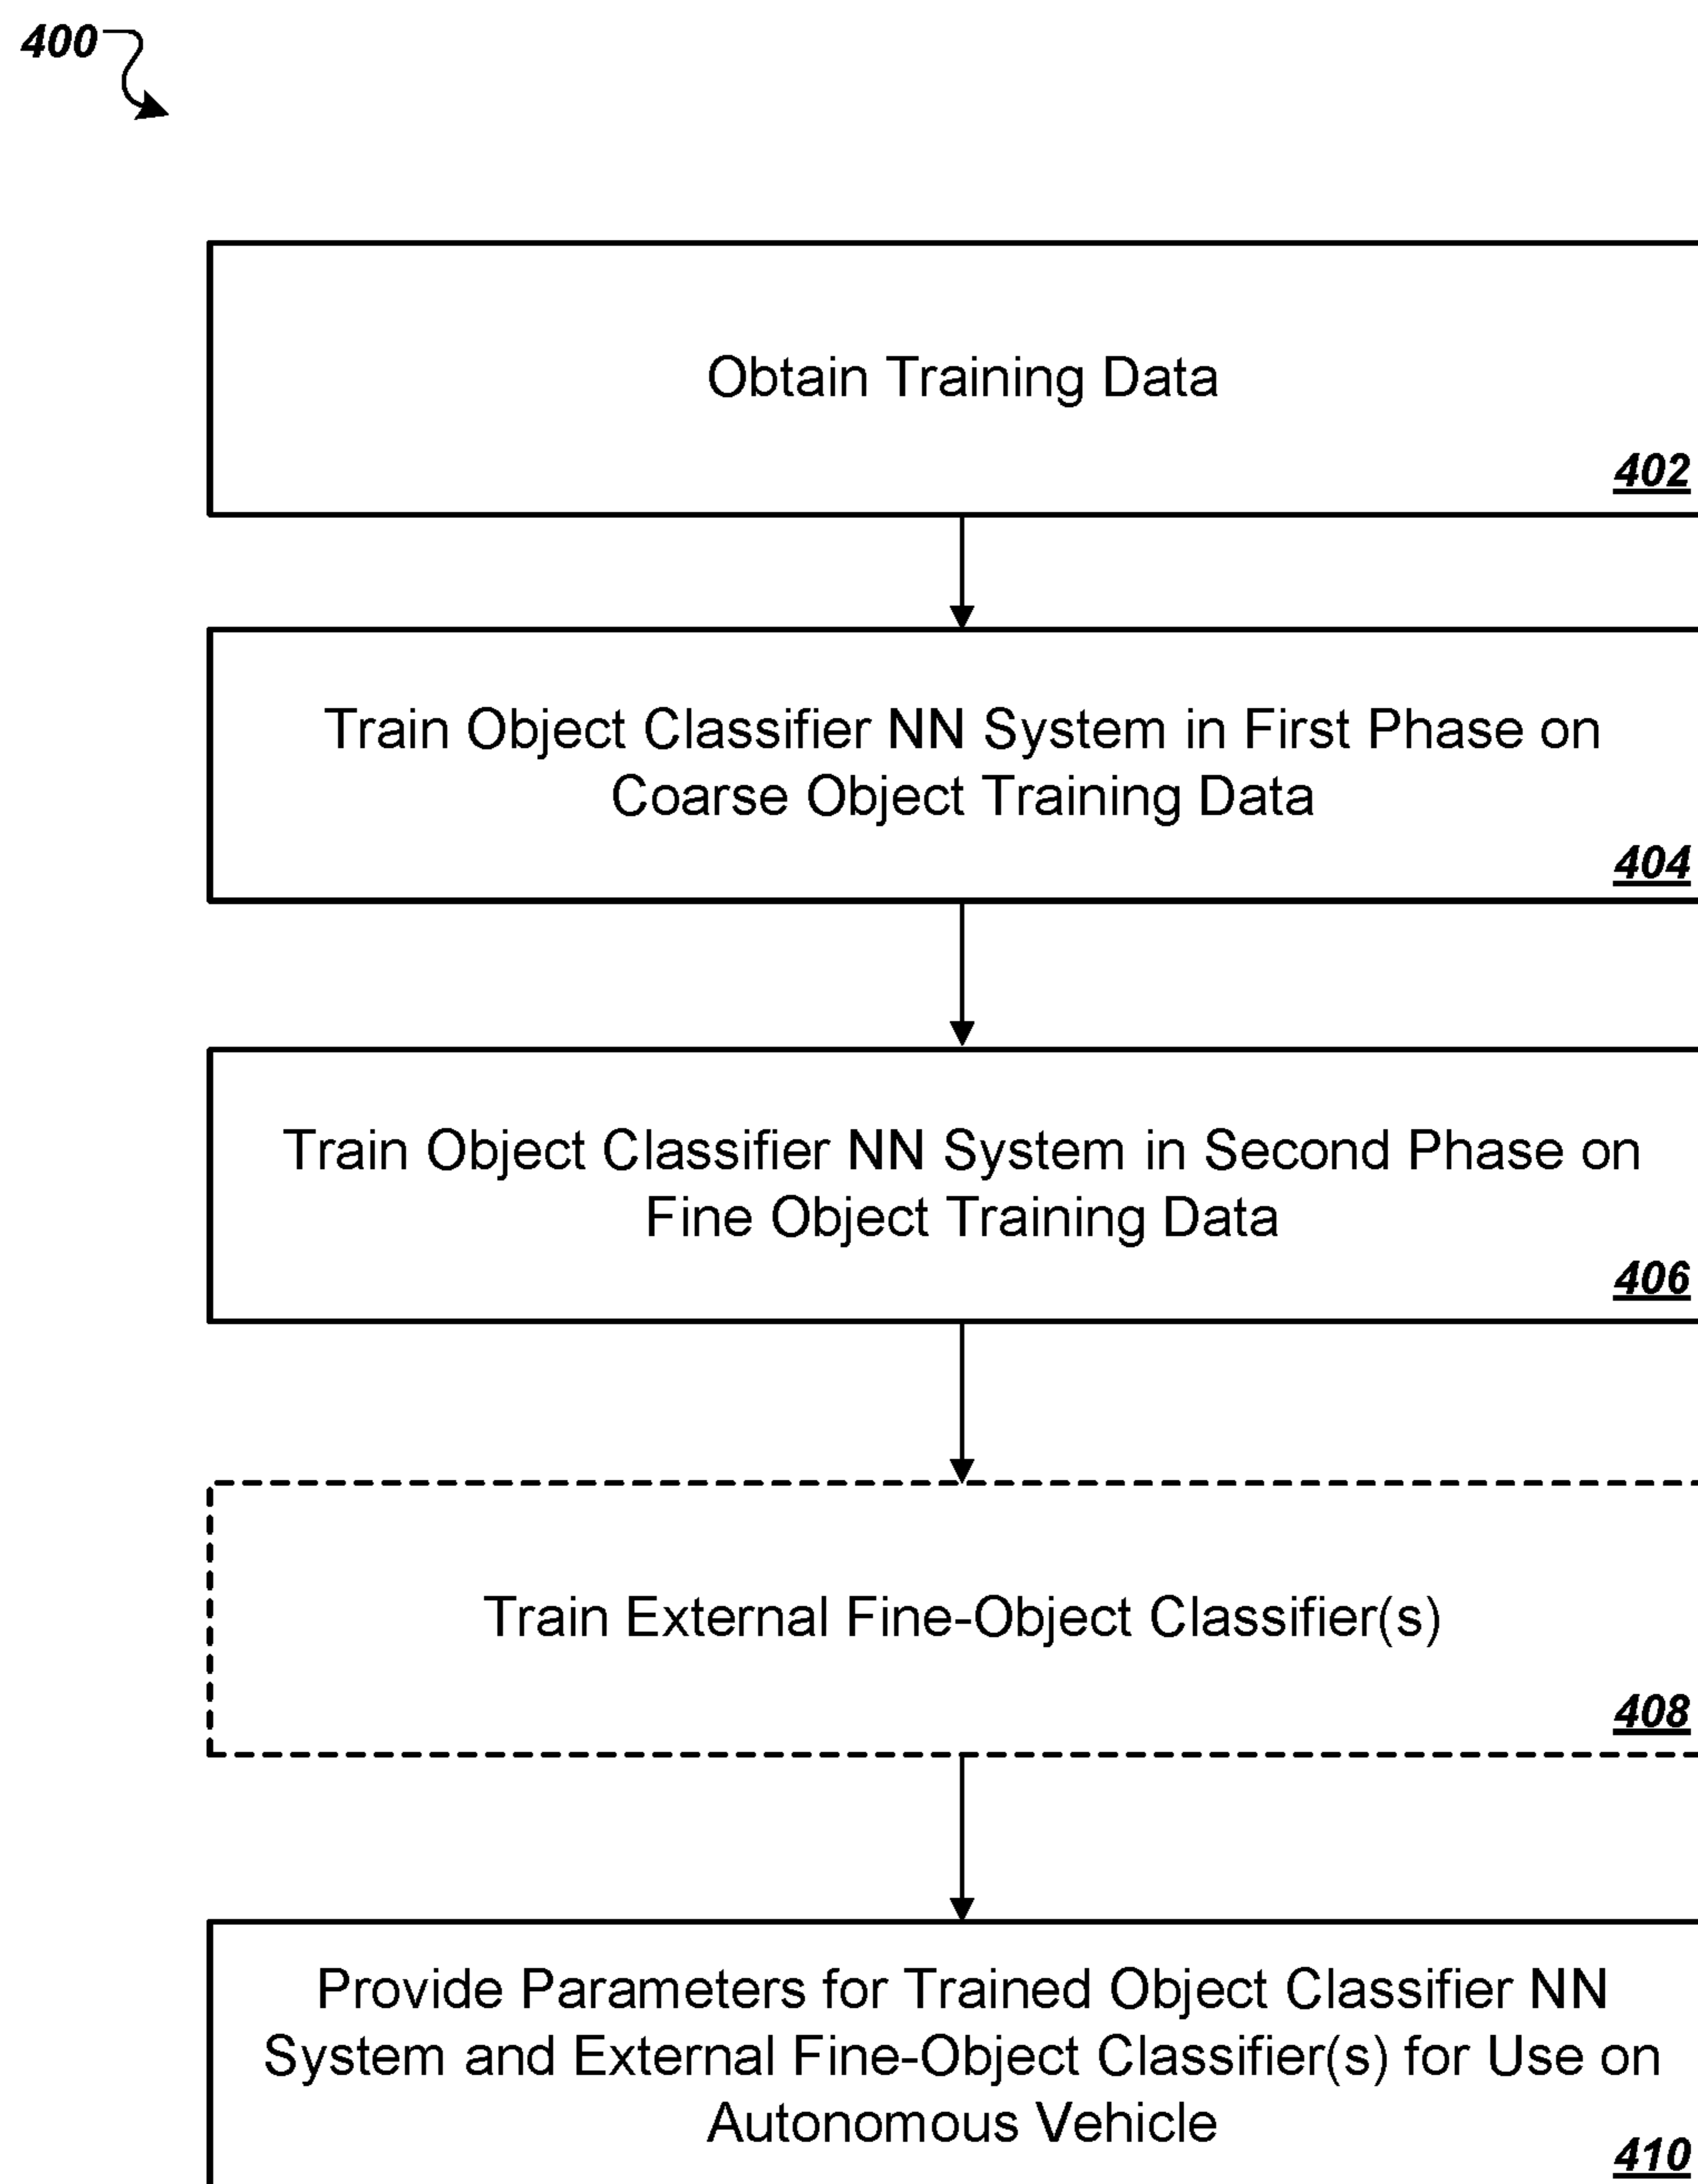 400
Obtain Training Data
402
Train Object Classifier NN System in First Phase on
Coarse Object Training Data
404
Train Object Classifier NN System in Second Phase on
Fine Object Training Data
406
Train External Fine-Object Classifier(s)
408
Provide Parameters for Trained Object Classifier NN
System and External Fine-Object Classifier(s) for Use on
Autonomous Vehicle
410